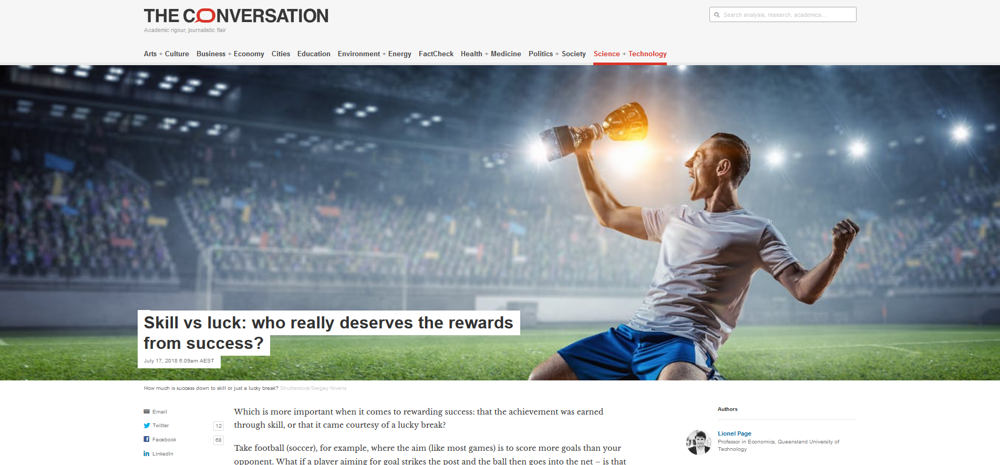 THE CONVERSATION
Academic rigour, journalistic flair
Search analysis, research, academics...
Arts + Culture Business + Economy Cities Education Environment + Energy FactCheck Health + Medicine Politics + Society Science + Technology
Skill vs luck: who really deserves the rewards
from success?
July 17, 2018 6.09am AEST
How much is success down to skill or just a lucky break? Shutterstock/Sergey Nivens
Email
Twitter 12
Facebook 68
LinkedIn
Which is more important when it comes to rewarding success: that the achievement was earned
through skill, or that it came courtesy of a lucky break?
Take football (soccer), for example, where the aim (like most games) is to score more goals than your
opponent. What if a player aiming for goal strikes the post and the ball then goes into the net – is that
Authors
Lionel Page
Professor in Economics, Queensland University of
Technology